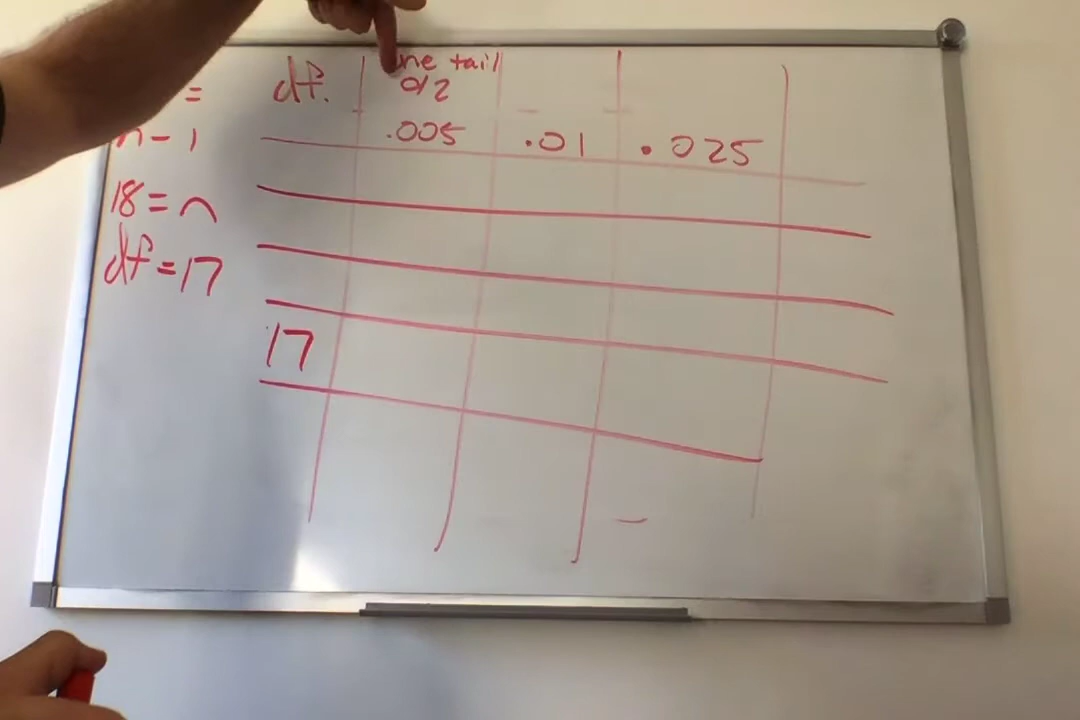 =
n-1
18=n
df=17
df. one tail
α/2
.005 .01 .025
17